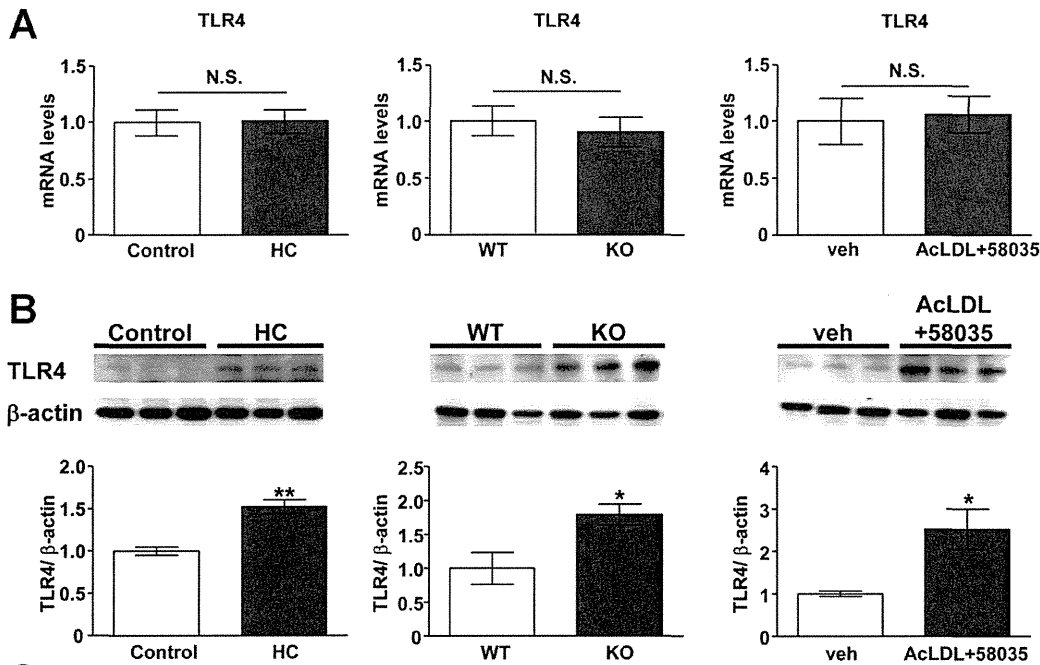 A
TLR4
TLR4
TLR4
mRNA levels
1.5
1.0
0.5
0
N.S.
Control
HC
mRNA levels
1.5
1.0
0.5
0
N.S.
WT
KO
mRNA levels
1.5
1.0
0.5
0
N.S.
veh
AcLDL+58035
B
Control
HC
WT
KO
veh
AcLDL
+58035
TLR4
β-actin
TLR4/ β-actin
2.0
1.5
1.0
0.5
0
**
Control
HC
TLR4/ β-actin
2.5
2.0
1.5
1.0
0.5
0
*
WT
KO
TLR4/ β-actin
4
3
2
1
0
*
veh
AcLDL+58035